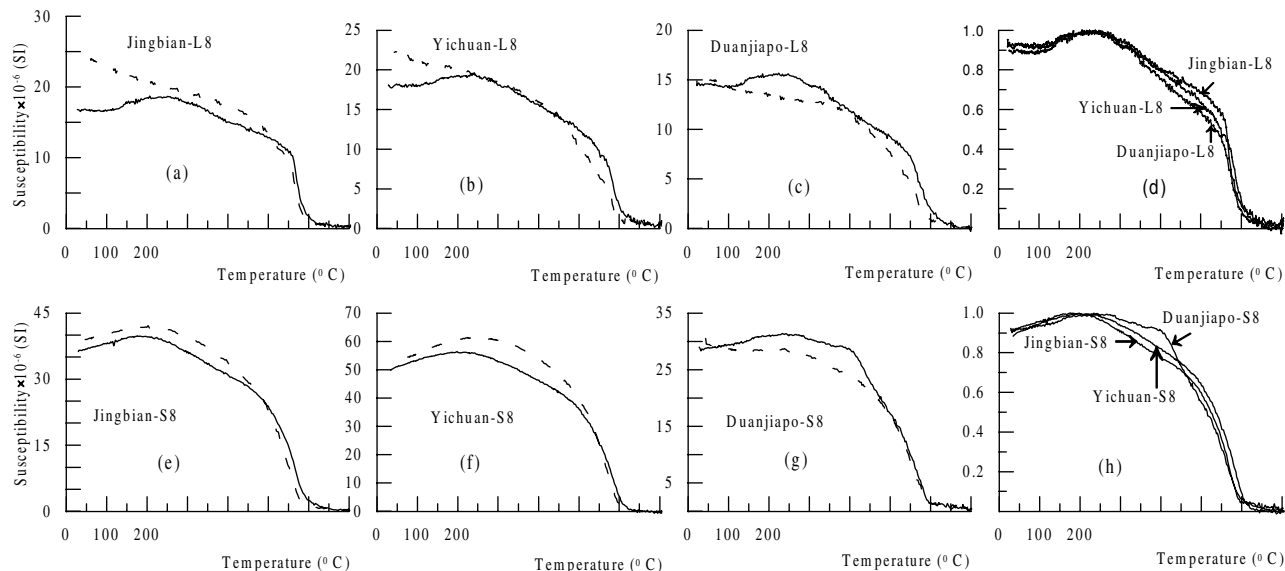 Susceptibility×10⁻⁶ (SI)
30
20
10
0
Jingbian-L8
(a)
0 100 200
Temperature (⁰ C)
25
20
15
10
5
0
Yichuan-L8
(b)
0 100 200
Temperature (⁰ C)
20
15
10
5
0
Duanjiapo-L8
(c)
0 100 200
Temperature (⁰ C)
1.0
0.8
0.6
0.4
0.2
Jingbian-L8
Yichuan-L8
Duanjiapo-L8
(d)
0 100 200
Temperature (⁰ C)
Susceptibility×10⁻⁶ (SI)
45
30
15
0
Jingbian-S8
(e)
0 100 200
Temperature (⁰ C)
70
60
50
40
30
20
10
0
Yichuan-S8
(f)
0 100 200
Temperature (⁰ C)
35
25
15
0
Duanjiapo-S8
(g)
0 100 200
Temperature (⁰ C)
1.0
0.8
0.6
0.4
0.2
Duanjiapo-S8
Jingbian-S8
Yichuan-S8
(h)
0 100 200
Temperature (⁰ C)